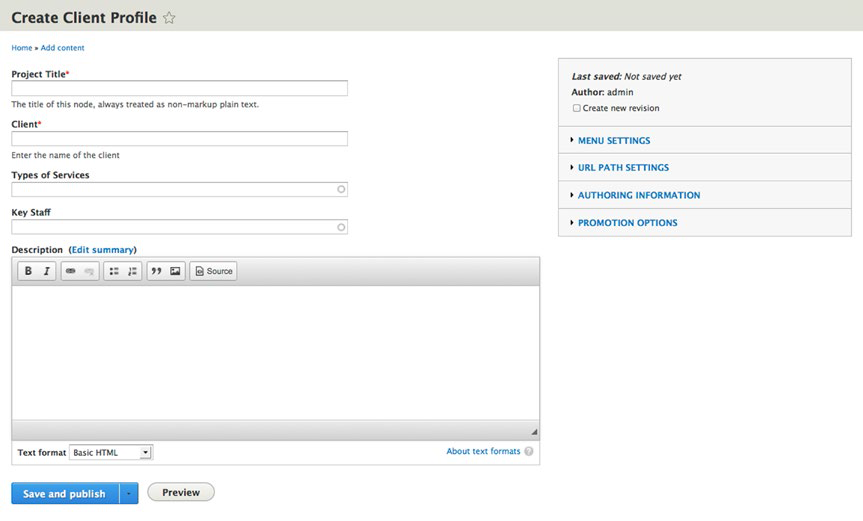 Create Client Profile
Home » Add content
Project Title*
The title of this node, always treated as non-markup plain text.
Client*
Enter the name of the client
Types of Services
Key Staff
Description (Edit summary)
B I Source
Text format Basic HTML About text formats ?
Save and publish Preview
Last saved: Not saved yet
Author: admin
Create new revision
MENU SETTINGS
URL PATH SETTINGS
AUTHORING INFORMATION
PROMOTION OPTIONS